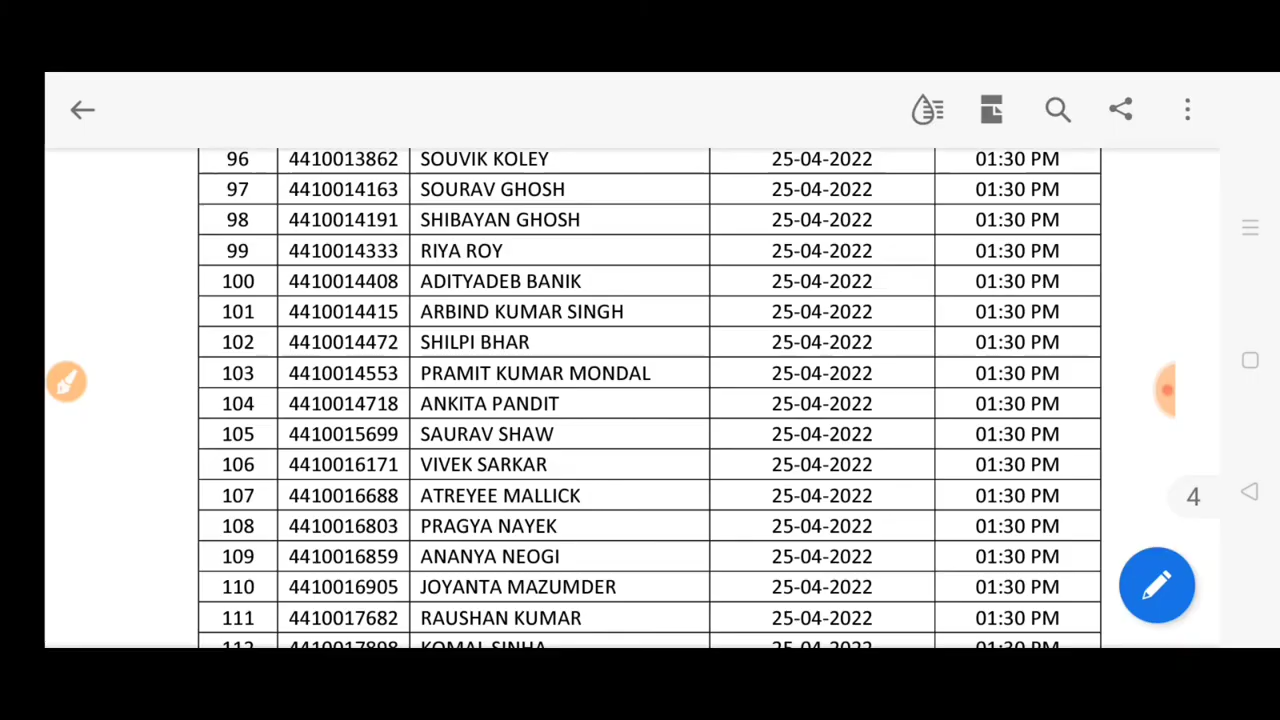 96 4410013862 SOUVIK KOLEY 25-04-2022 01:30 PM
97 4410014163 SOURAV GHOSH 25-04-2022 01:30 PM
98 4410014191 SHIBAYAN GHOSH 25-04-2022 01:30 PM
99 4410014333 RIYA ROY 25-04-2022 01:30 PM
100 4410014408 ADITYADEB BANIK 25-04-2022 01:30 PM
101 4410014415 ARBIND KUMAR SINGH 25-04-2022 01:30 PM
102 4410014472 SHILPI BHAR 25-04-2022 01:30 PM
103 4410014553 PRAMIT KUMAR MONDAL 25-04-2022 01:30 PM
104 4410014718 ANKITA PANDIT 25-04-2022 01:30 PM
105 4410015699 SAURAV SHAW 25-04-2022 01:30 PM
106 4410016171 VIVEK SARKAR 25-04-2022 01:30 PM
107 4410016688 ATREYEE MALLICK 25-04-2022 01:30 PM
4
108 4410016803 PRAGYA NAYEK 25-04-2022 01:30 PM
109 4410016859 ANANYA NEOGI 25-04-2022 01:30 PM
110 4410016905 JOYANTA MAZUMDER 25-04-2022 01:30 PM
111 4410017682 RAUSHAN KUMAR 25-04-2022 01:30 PM
112 4410017898 KOMAL SINHA 25-04-2022 01:30 PM